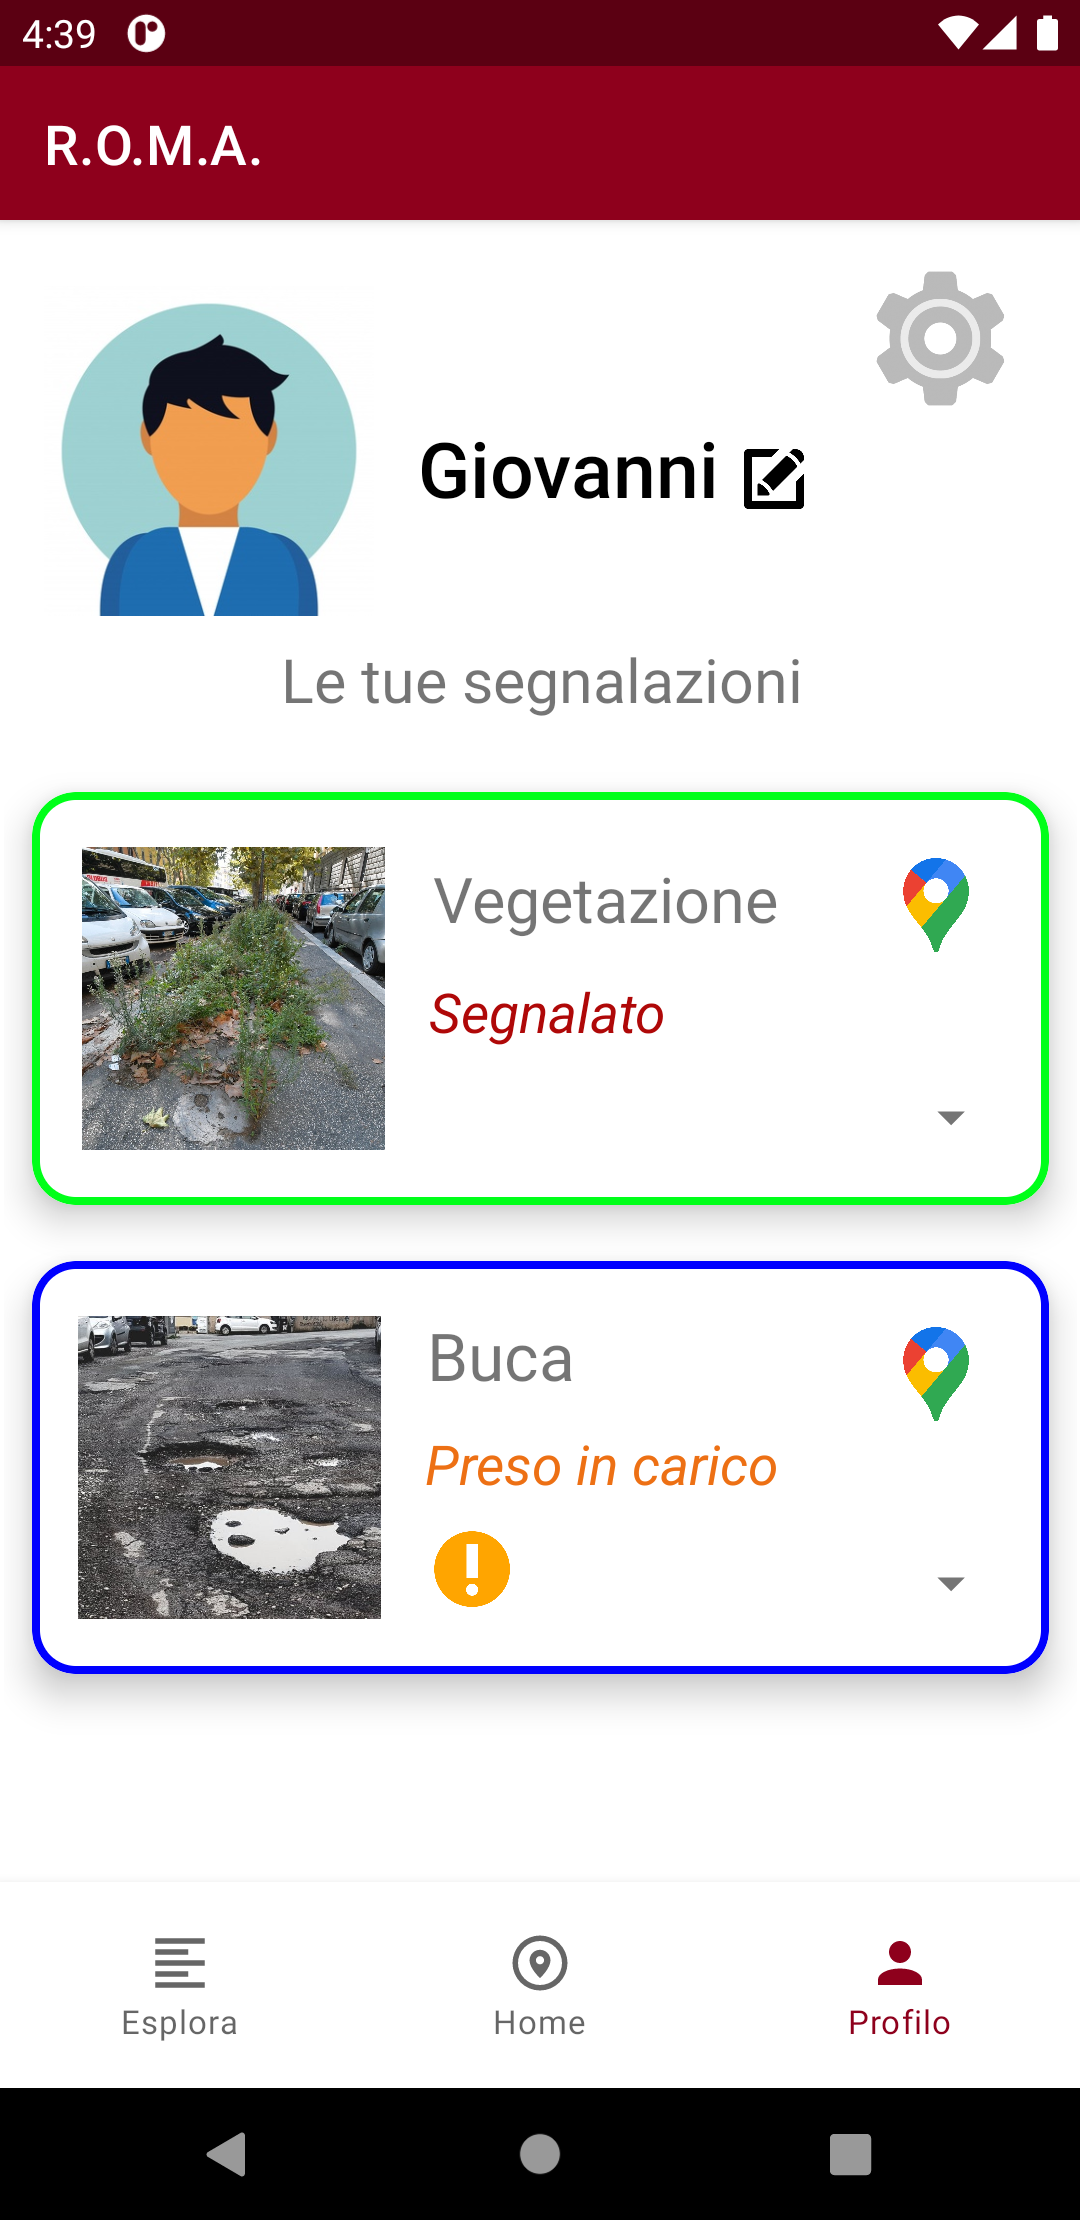 4:39
R.O.M.A.
Giovanni
Le tue segnalazioni
Vegetazione
Segnalato
Buca
Preso in carico
Esplora
Home
Profilo